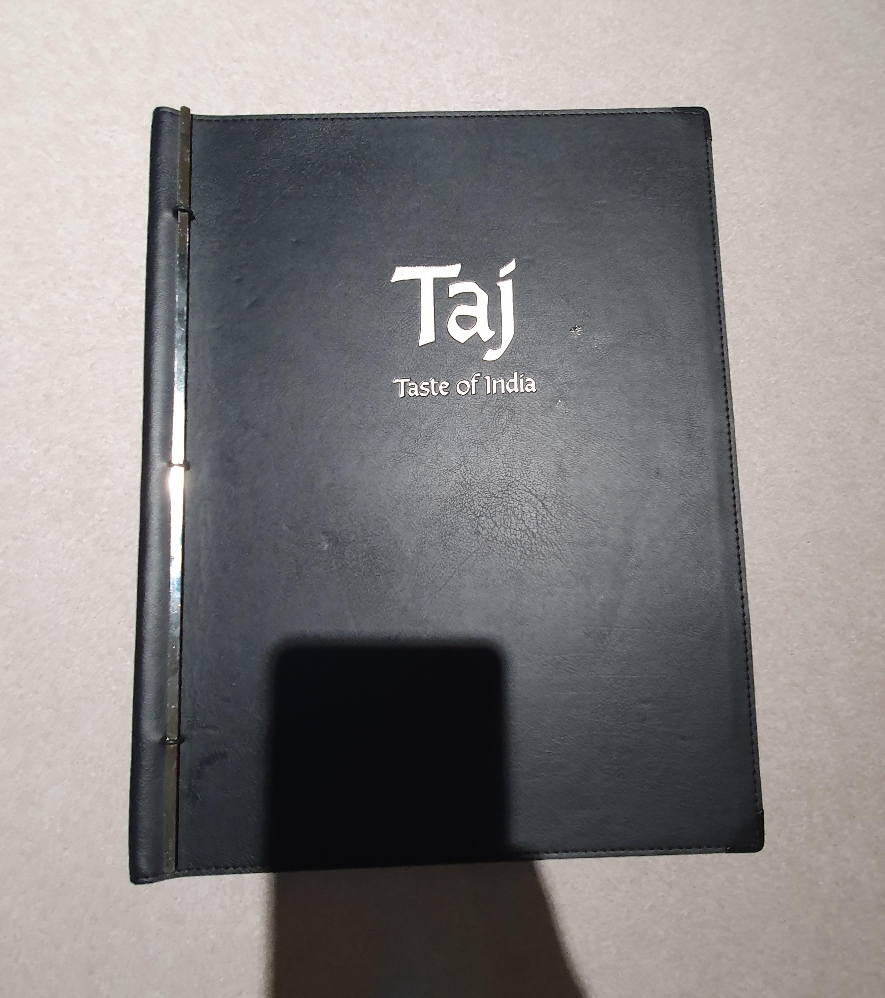 Taj
Taste of India